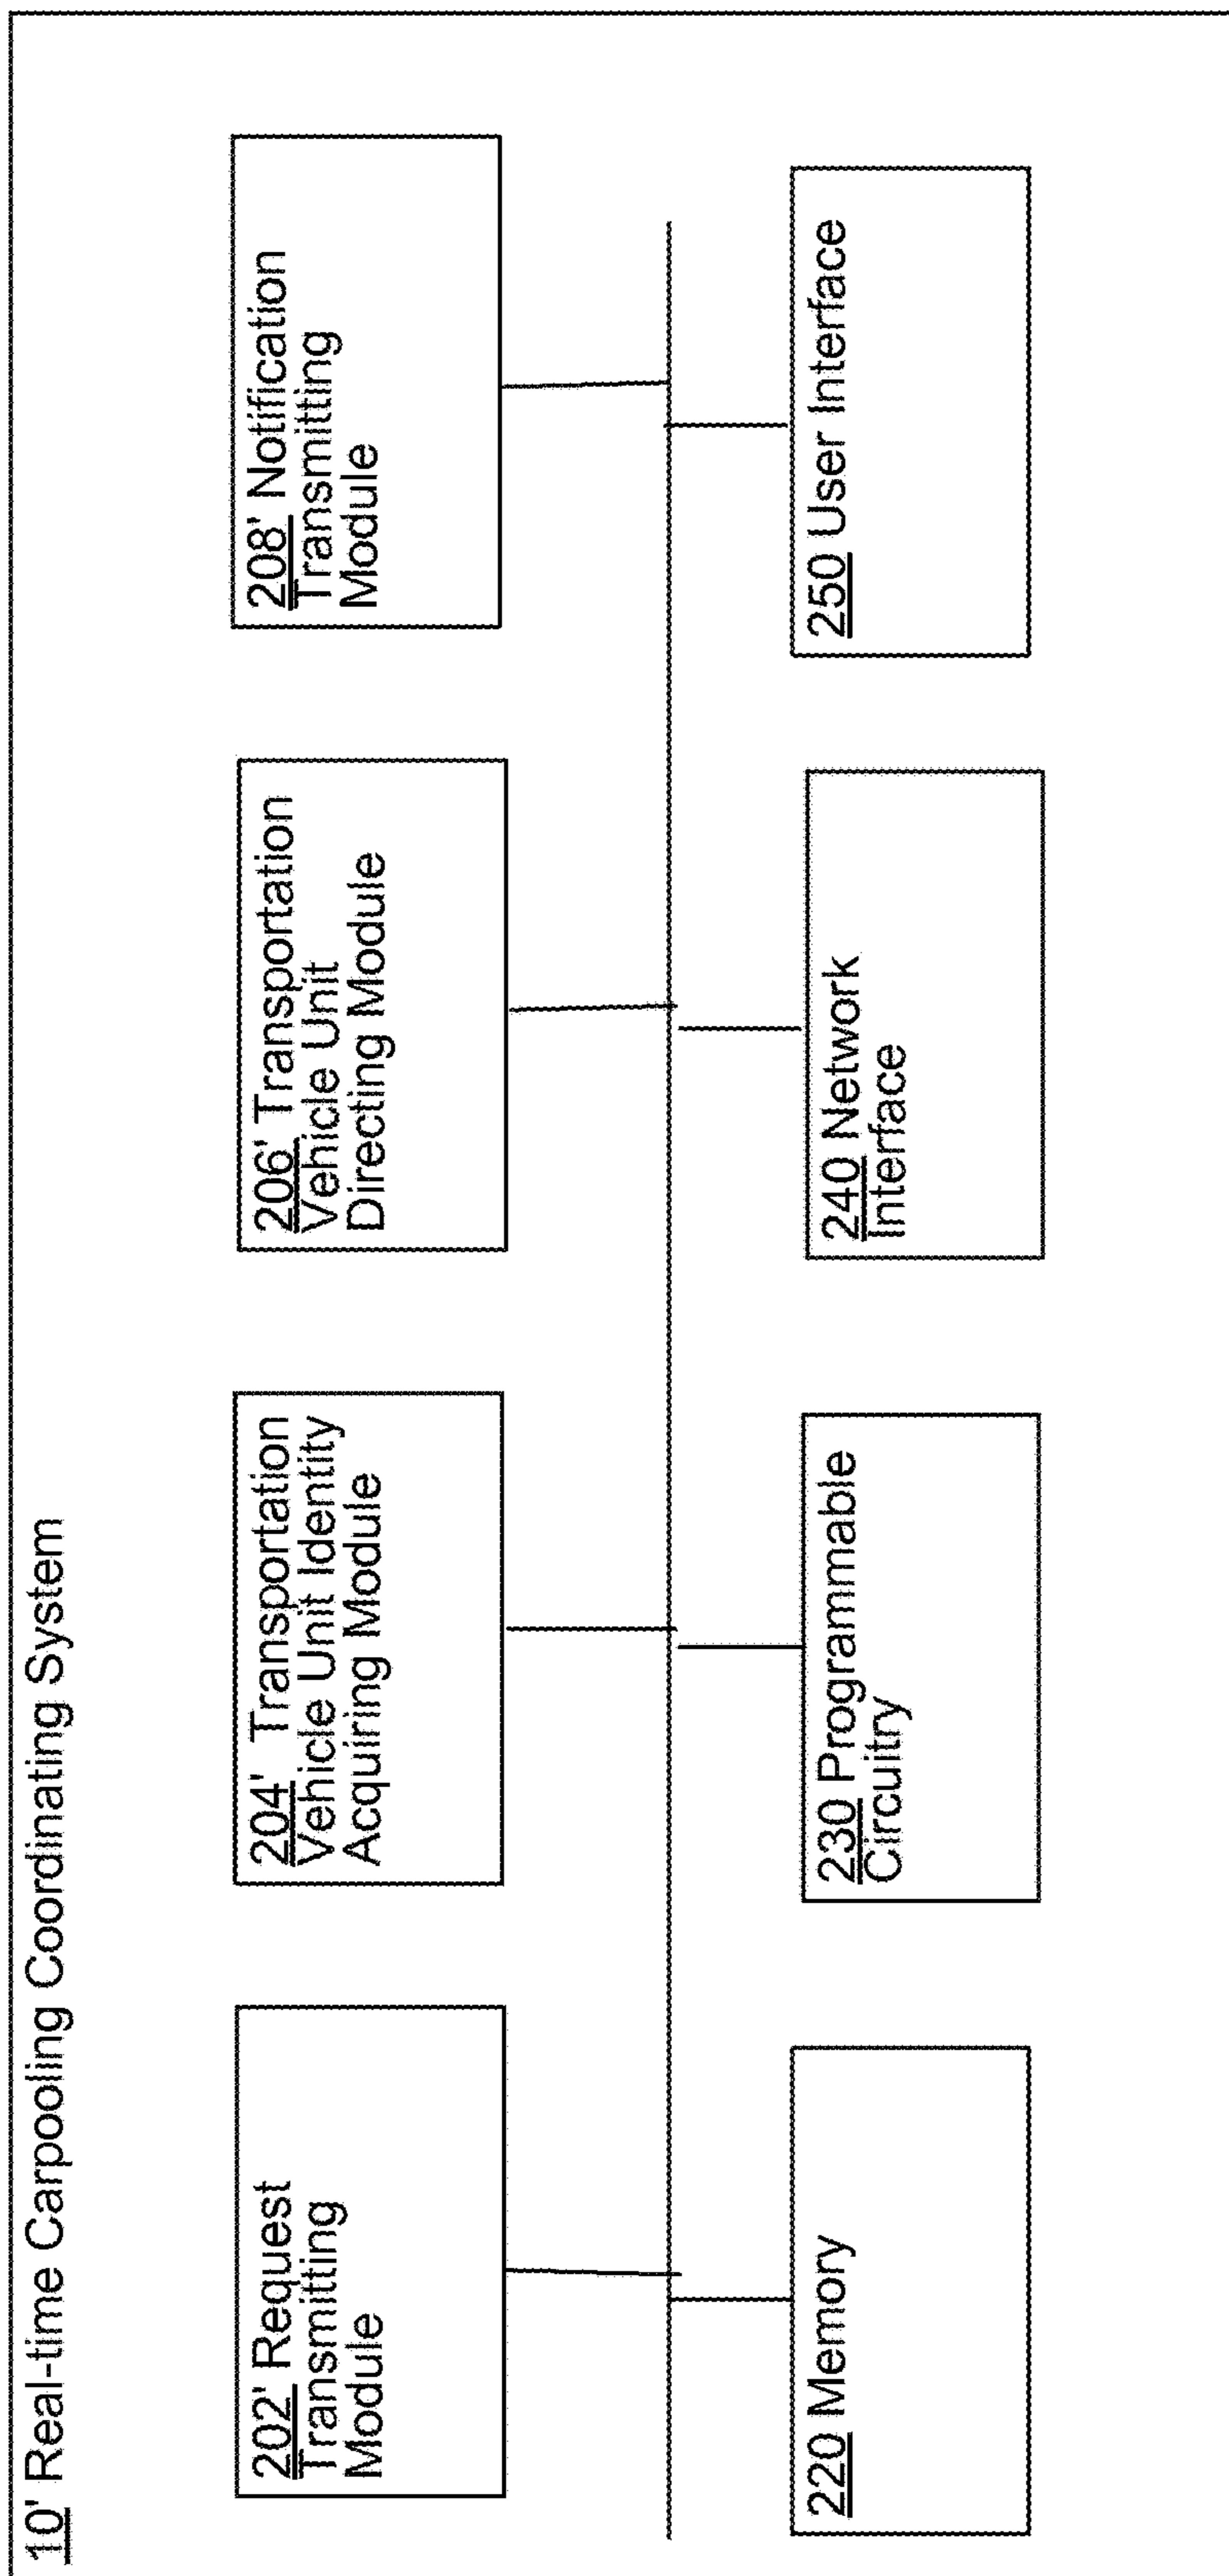 10' Real-time Carpooling Coordinating System
202' Request
Transmitting
Module
204' Transportation
Vehicle Unit Identity
Acquiring Module
206' Transportation
Vehicle Unit
Directing Module
208' Notification
Transmitting
Module
220 Memory
230 Programmable
Circuitry
240 Network
Interface
250 User Interface